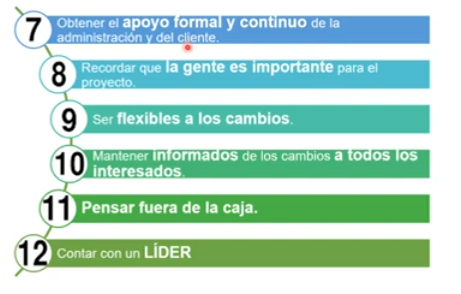 7 Obtener el apoyo formal y continuo de la
administración y del cliente.
8 Recordar que la gente es importante para el
proyecto.
9 Ser flexibles a los cambios.
10 Mantener informados de los cambios a todos los
interesados.
11 Pensar fuera de la caja.
12 Contar con un LÍDER